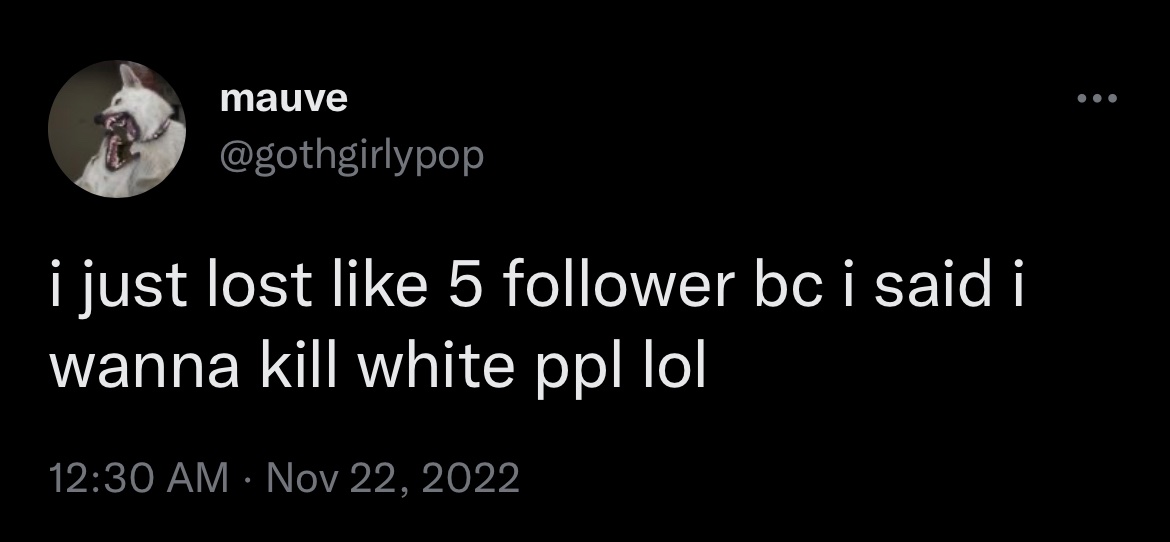 mauve
@gothgirlypop
i just lost like 5 follower bc i said i
wanna kill white ppl lol
12:30 AM · Nov 22, 2022